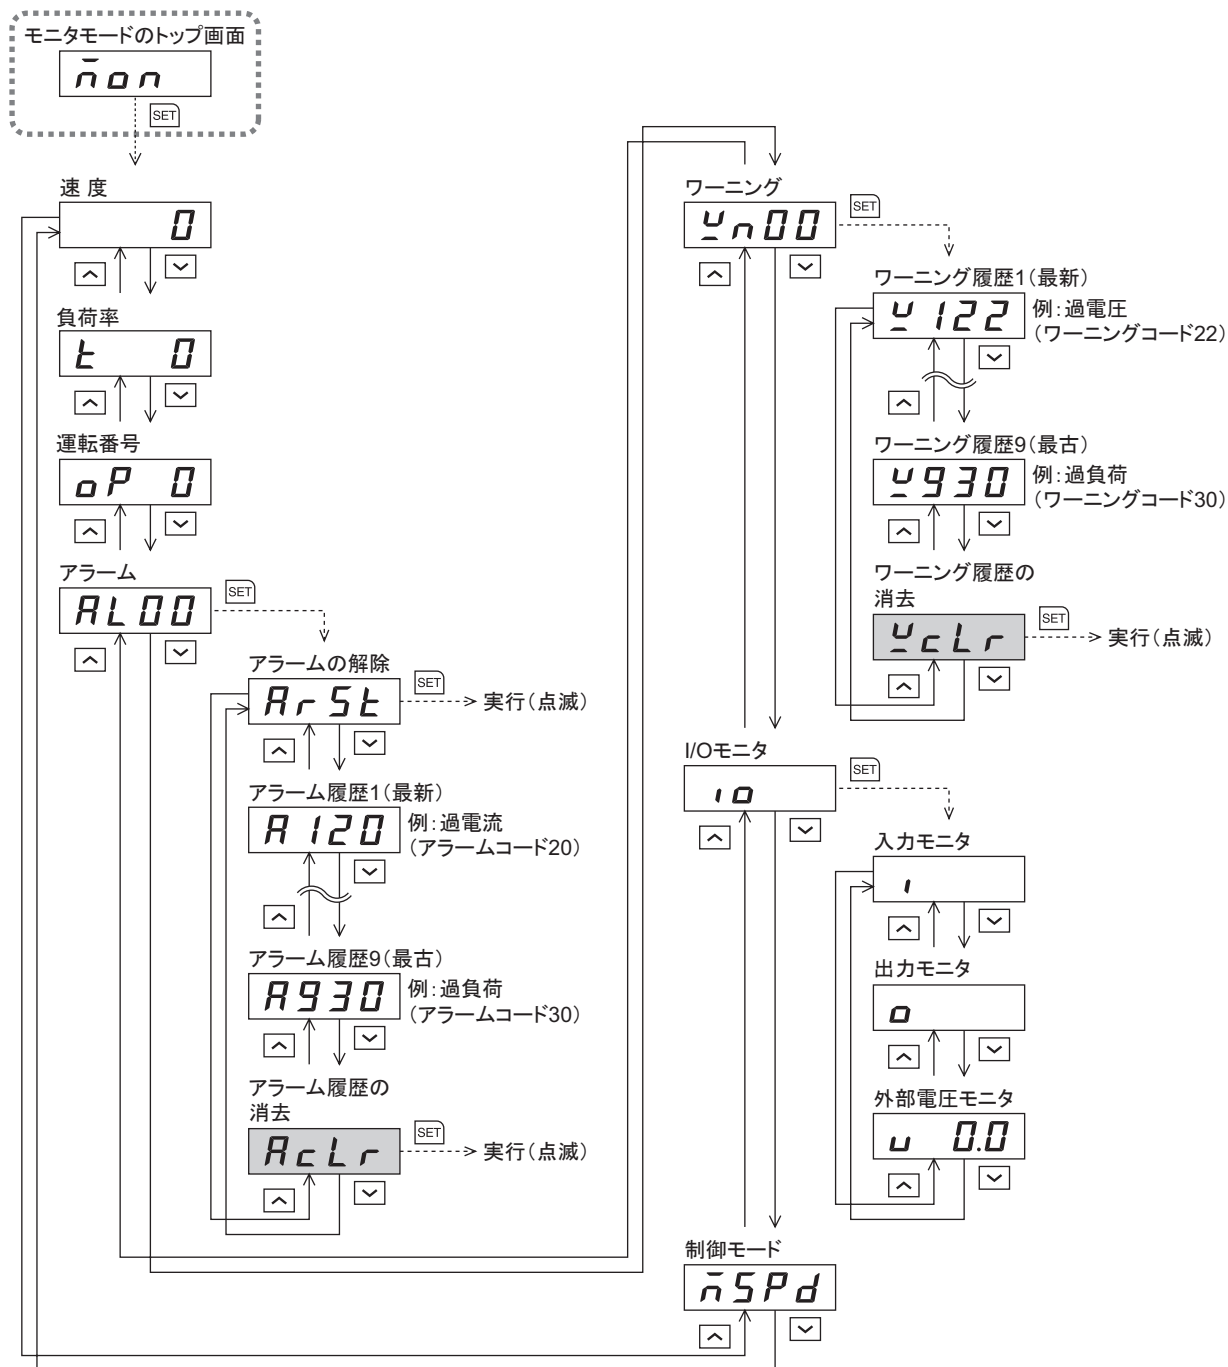 モニタモードのトップ画面
mon
SET
速 度
0
負荷率
t 0
運転番号
oP 0
アラーム
AL00
SET
アラームの解除
ArSt
SET
実行(点滅)
アラーム履歴1(最新)
A120
例:過電流
(アラームコード20)
アラーム履歴9(最古)
A930
例:過負荷
(アラームコード30)
アラーム履歴の
消去
AcLr
SET
実行(点滅)
ワーニング
Wn00
SET
ワーニング履歴1(最新)
W122
例:過電圧
(ワーニングコード22)
ワーニング履歴9(最古)
W930
例:過負荷
(ワーニングコード30)
ワーニング履歴の
消去
WcLr
SET
実行(点滅)
I/Oモニタ
io
SET
入力モニタ
i
出力モニタ
o
外部電圧モニタ
u 0.0
制御モード
mSPd